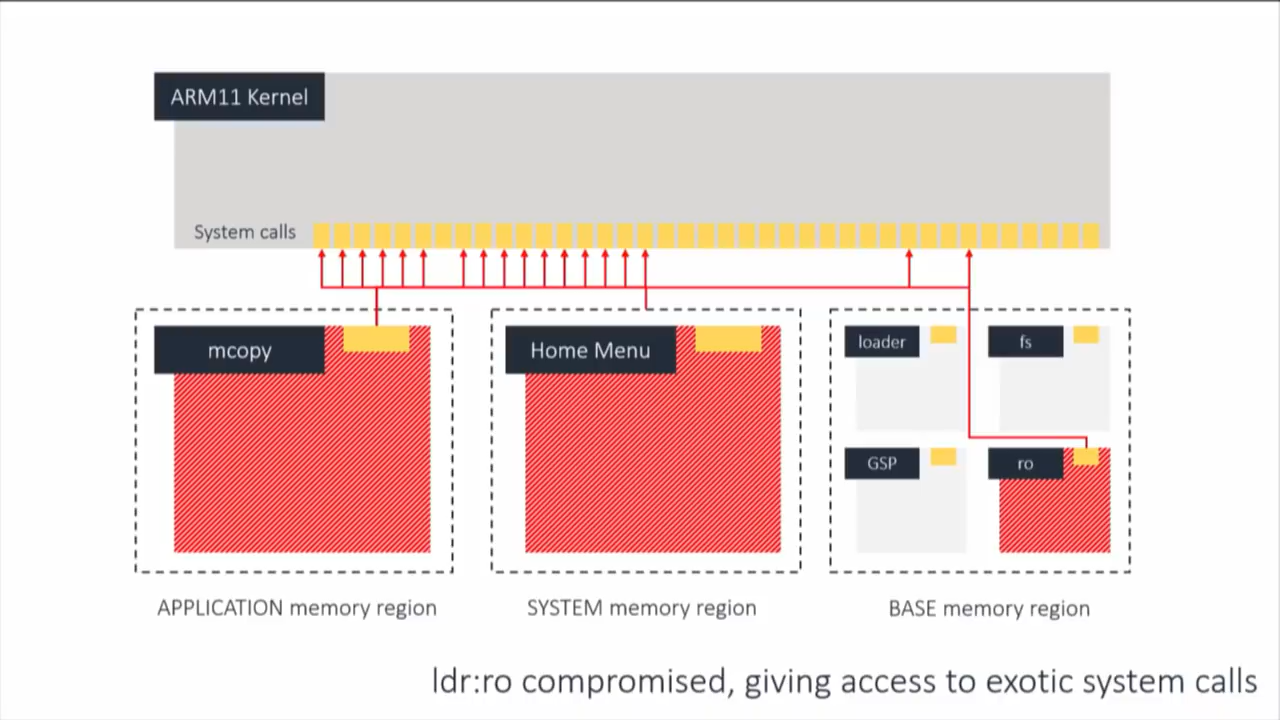 ARM11 Kernel
System calls
mcopy
Home Menu
loader
fs
GSP
ro
APPLICATION memory region
SYSTEM memory region
BASE memory region
ldr:ro compromised, giving access to exotic system calls